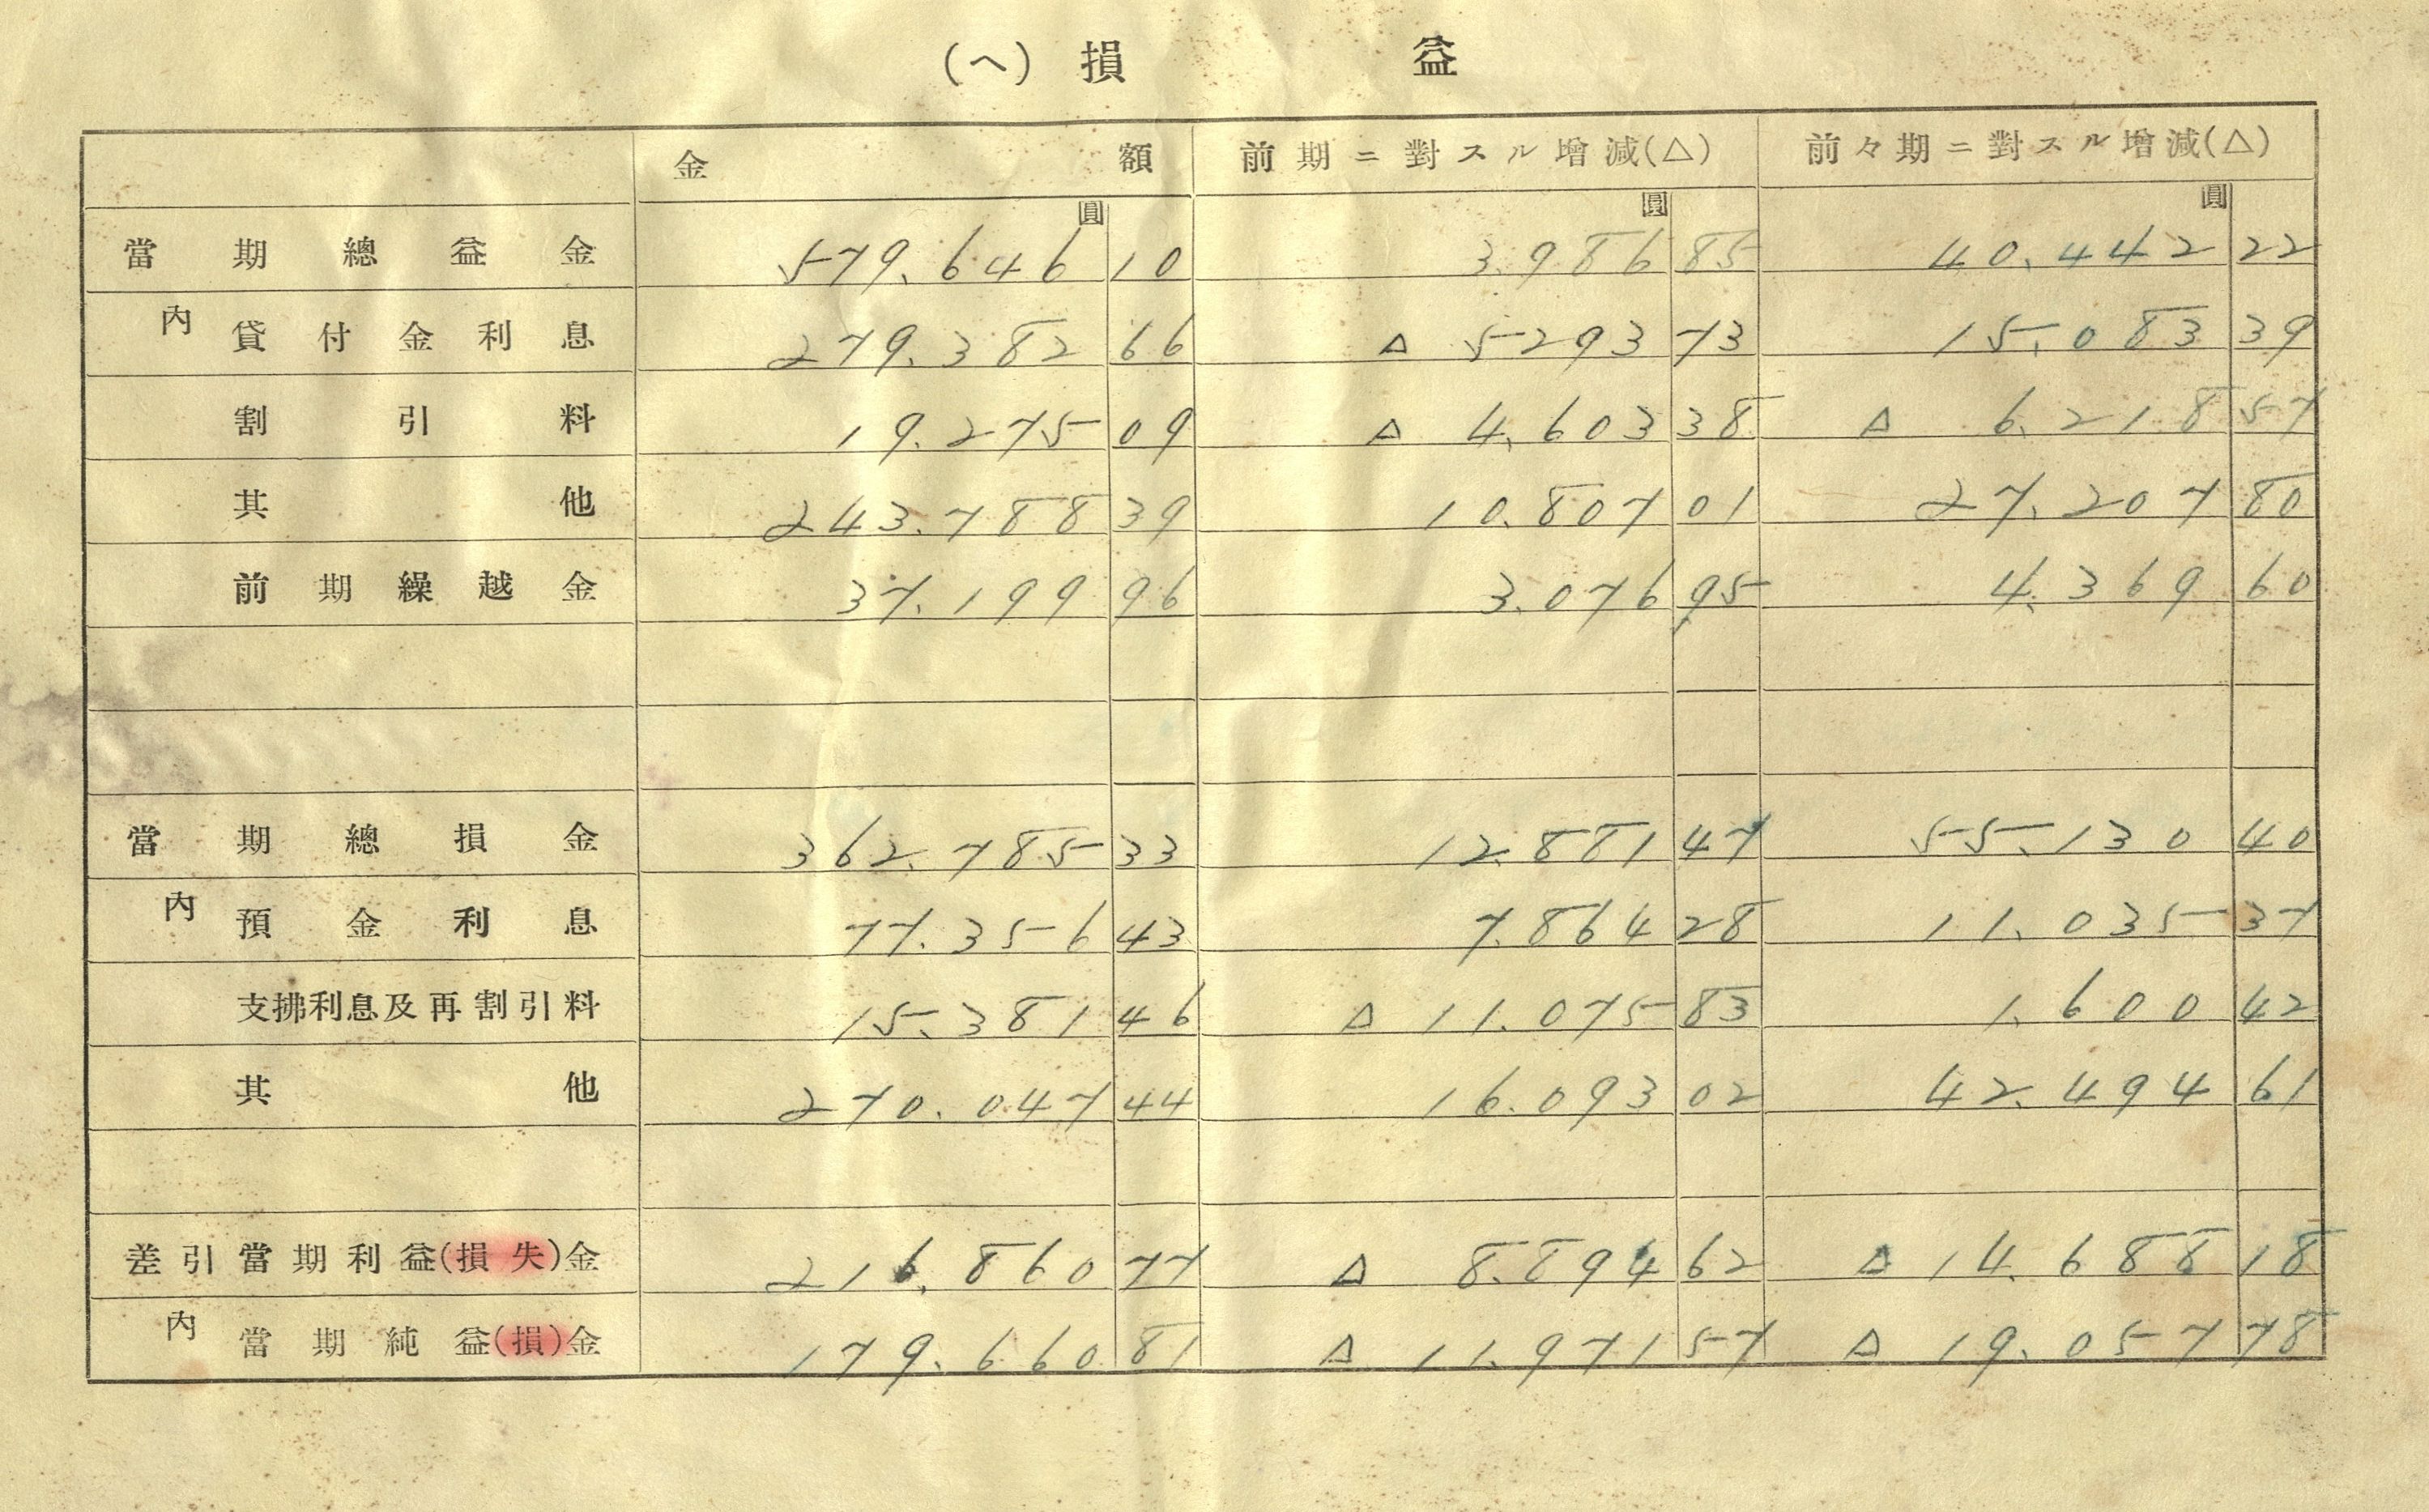 (ヘ) 損益
金額 前期ニ對スル増減(△) 前々期ニ對スル増減(△)
圓 圓 圓
當期總益金 579.646 10 3.986 85 40.442 22
內 貸付金利息 279.382 66 △ 5293 73 15.083 39
割引料 19.275 09 △ 4.603 38 △ 6.218 57
其他 243.788 39 10.807 01 27.207 80
前期繰越金 37.199 96 3.076 95 4.369 60
當期總損金 362.785 33 12.881 47 55.130 40
內 預金利息 77.356 43 7.864 28 11.035 37
支拂利息及再割引料 15.381 46 △ 11.075 83 1.600 42
其他 270.047 44 16.093 02 42.494 61
差引當期利益(損失)金 216.860 77 △ 8.894 62 △ 14.688 18
內 當期純益(損)金 179.660 81 △ 11.971 57 △ 19.057 78